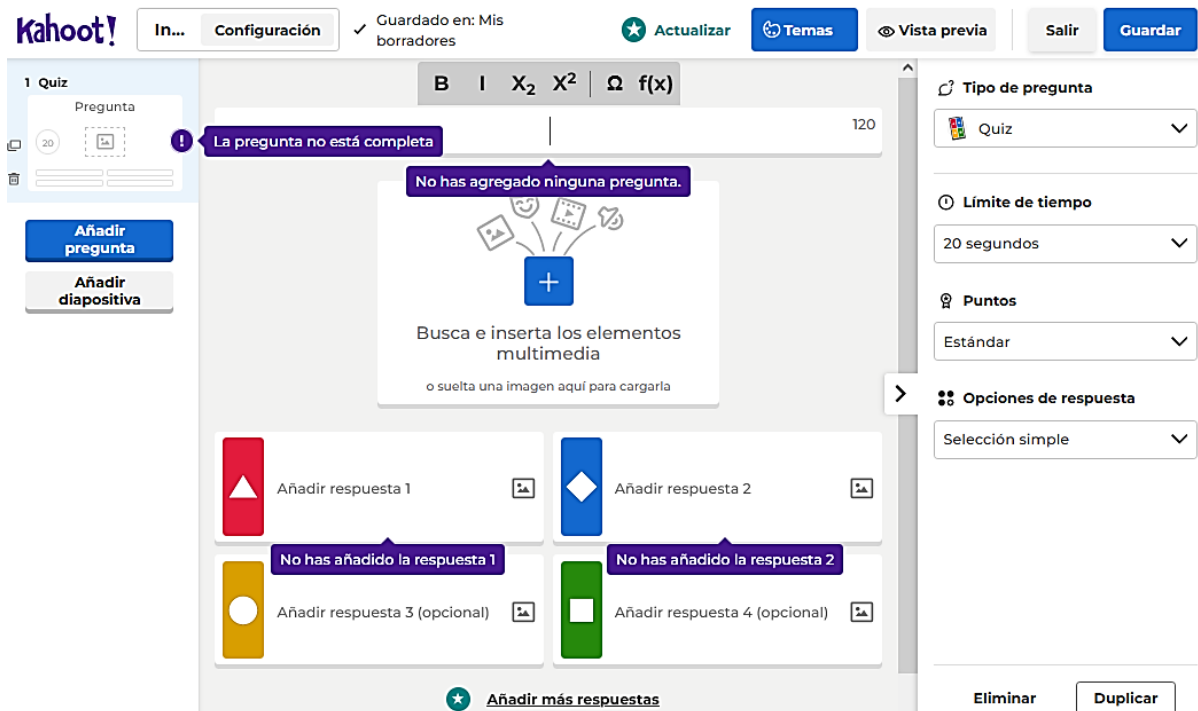 Kahoot!
In...
Configuración
Guardado en: Mis
borradores
Actualizar
Temas
Vista previa
Salir
Guardar
1 Quiz
Pregunta
20
Añadir
pregunta
Añadir
diapositiva
B I X₂ X² | Ω f(x)
120
La pregunta no está completa
No has agregado ninguna pregunta.
Busca e inserta los elementos
multimedia
o suelta una imagen aquí para cargarla
Añadir respuesta 1
Añadir respuesta 2
No has añadido la respuesta 1
No has añadido la respuesta 2
Añadir respuesta 3 (opcional)
Añadir respuesta 4 (opcional)
Añadir más respuestas
Tipo de pregunta
Quiz
Límite de tiempo
20 segundos
Puntos
Estándar
Opciones de respuesta
Selección simple
Eliminar
Duplicar